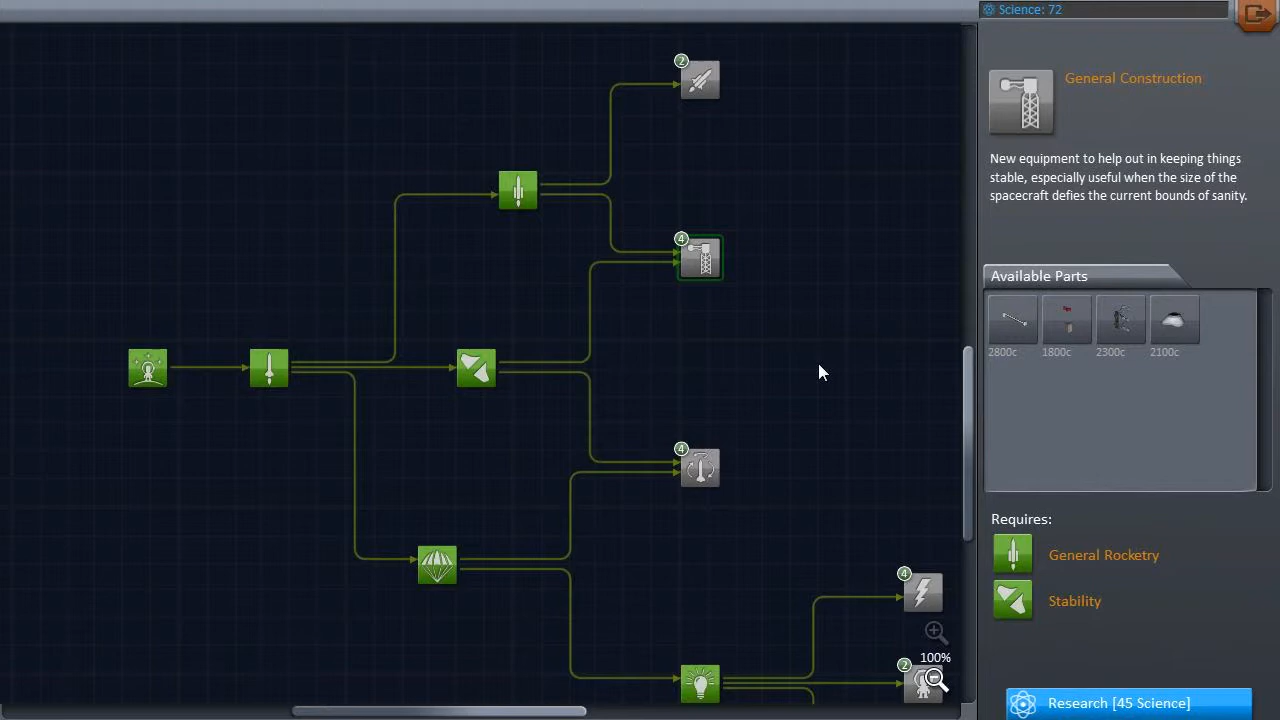 Science: 72
General Construction
New equipment to help out in keeping things
stable, especially useful when the size of the
spacecraft defies the current bounds of sanity.
Available Parts
2800c 1800c 2300c 2100c
Requires:
General Rocketry
Stability
Research [45 Science]
2
4
4
4
2
100%